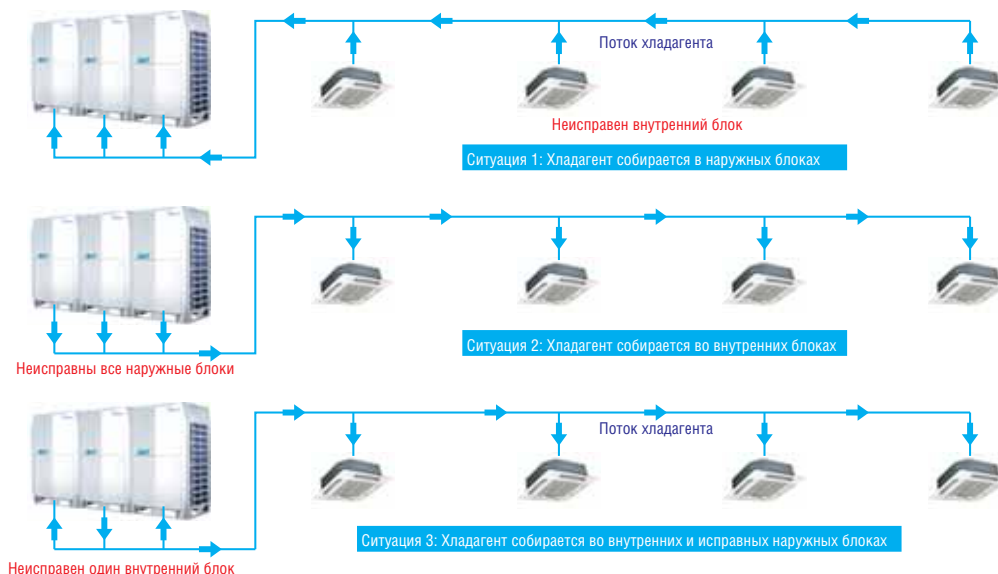 Поток хладагента
Неисправен внутренний блок
Ситуация 1: Хладагент собирается в наружных блоках
Ситуация 2: Хладагент собирается во внутренних блоках
Неисправны все наружные блоки
Поток хладагента
Ситуация 3: Хладагент собирается во внутренних и исправных наружных блоках
Неисправен один внутренний блок